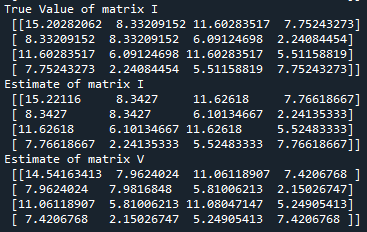 True Value of matrix I
[[15.20282062 8.33209152 11.60283517 7.75243273]
[ 8.33209152 8.33209152 6.09124698 2.24084454]
[11.60283517 6.09124698 11.60283517 5.51158819]
[ 7.75243273 2.24084454 5.51158819 7.75243273]]
Estimate of matrix I
[[15.22116 8.3427 11.62618 7.76618667]
[ 8.3427 8.3427 6.10134667 2.24135333]
[11.62618 6.10134667 11.62618 5.52483333]
[ 7.76618667 2.24135333 5.52483333 7.76618667]]
Estimate of matrix V
[[14.54163413 7.9624024 11.06118907 7.4206768 ]
[ 7.9624024 7.9816848 5.81006213 2.15026747]
[11.06118907 5.81006213 11.08047147 5.24905413]
[ 7.4206768 2.15026747 5.24905413 7.4206768 ]]